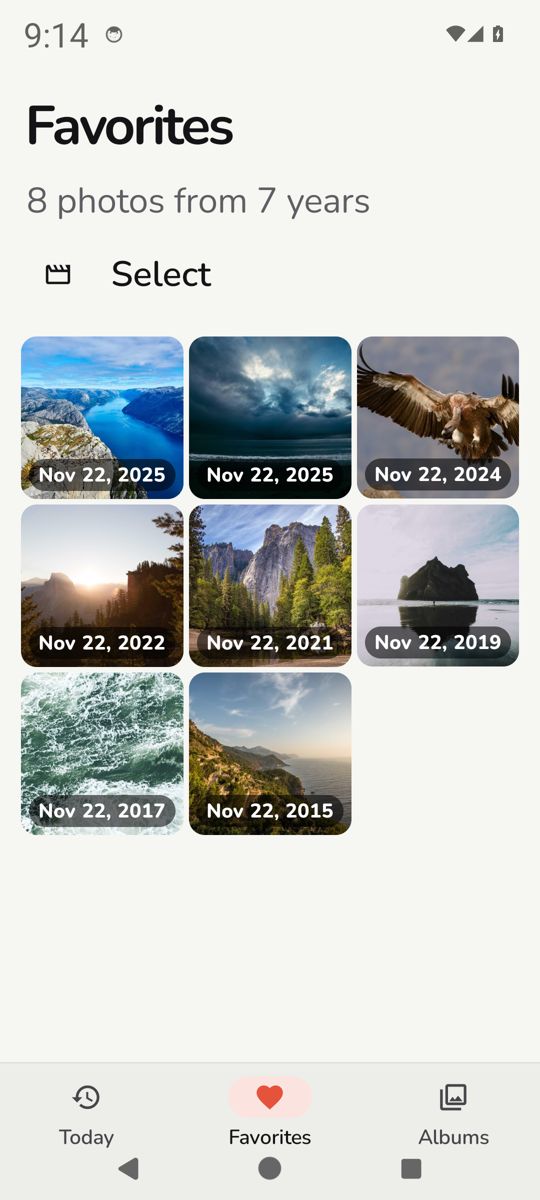 9:14
Favorites
8 photos from 7 years
Select
Nov 22, 2025
Nov 22, 2025
Nov 22, 2024
Nov 22, 2022
Nov 22, 2021
Nov 22, 2019
Nov 22, 2017
Nov 22, 2015
Today
Favorites
Albums